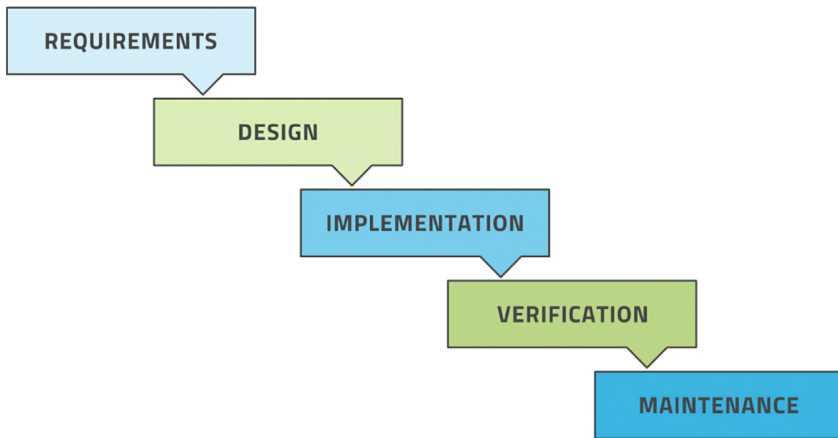 REQUIREMENTS
DESIGN
IMPLEMENTATION
VERIFICATION
MAINTENANCE